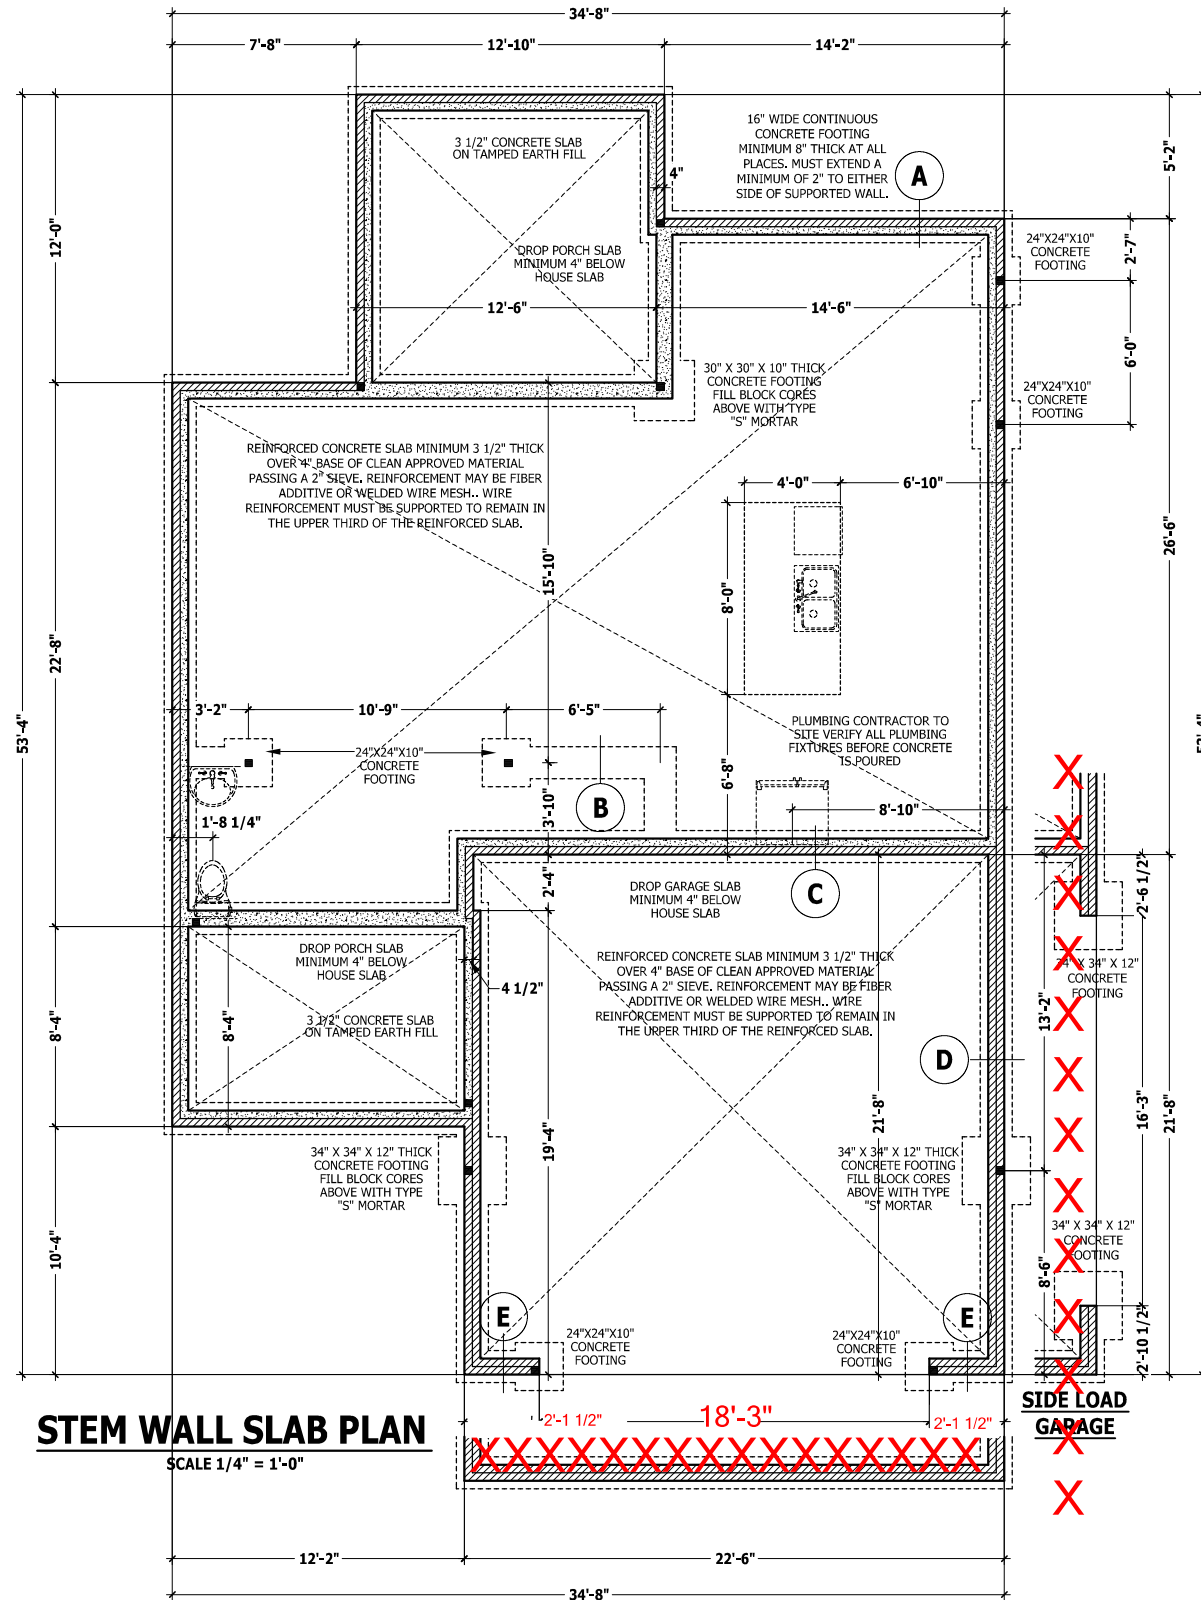 34'-8"
7'-8"
12'-10"
14'-2"
3 1/2" CONCRETE SLAB
ON TAMPED EARTH FILL
4"
16" WIDE CONTINUOUS
CONCRETE FOOTING
MINIMUM 8" THICK AT ALL
PLACES. MUST EXTEND A
MINIMUM OF 2" TO EITHER
SIDE OF SUPPORTED WALL.
A
5'-2"
12'-0"
DROP PORCH SLAB
MINIMUM 4" BELOW
HOUSE SLAB
24"X24"X10"
CONCRETE
FOOTING
2'-7"
12'-6"
14'-6"
6'-0"
30" X 30" X 10" THICK
CONCRETE FOOTING
FILL BLOCK CORES
ABOVE WITH TYPE
"S" MORTAR
24"X24"X10"
CONCRETE
FOOTING
REINFORCED CONCRETE SLAB MINIMUM 3 1/2" THICK
OVER 4" BASE OF CLEAN APPROVED MATERIAL
PASSING A 2" SIEVE. REINFORCEMENT MAY BE FIBER
ADDITIVE OR WELDED WIRE MESH.. WIRE
REINFORCEMENT MUST BE SUPPORTED TO REMAIN IN
THE UPPER THIRD OF THE REINFORCED SLAB.
4'-0"
6'-10"
26'-6"
15'-10"
8'-0"
22'-8"
53'-4"
3'-2"
10'-9"
6'-5"
24"X24"X10"
CONCRETE
FOOTING
PLUMBING CONTRACTOR TO
SITE VERIFY ALL PLUMBING
FIXTURES BEFORE CONCRETE
IS POURED
6'-8"
X
3'-10"
B
8'-10"
1'-8 1/4"
X
2'-4"
C
DROP GARAGE SLAB
MINIMUM 4" BELOW
HOUSE SLAB
X
2'-6 1/2"
DROP PORCH SLAB
MINIMUM 4" BELOW
HOUSE SLAB
REINFORCED CONCRETE SLAB MINIMUM 3 1/2" THICK
OVER 4" BASE OF CLEAN APPROVED MATERIAL
PASSING A 2" SIEVE. REINFORCEMENT MAY BE FIBER
ADDITIVE OR WELDED WIRE MESH.. WIRE
REINFORCEMENT MUST BE SUPPORTED TO REMAIN IN
THE UPPER THIRD OF THE REINFORCED SLAB.
X
34" X 34" X 12"
CONCRETE
FOOTING
4 1/2"
3 1/2" CONCRETE SLAB
ON TAMPED EARTH FILL
8'-4"
8'-4"
13'-2"
X
D
X
21'-8"
16'-3"
21'-8"
X
19'-4"
34" X 34" X 12" THICK
CONCRETE FOOTING
FILL BLOCK CORES
ABOVE WITH TYPE
"S" MORTAR
34" X 34" X 12" THICK
CONCRETE FOOTING
FILL BLOCK CORES
ABOVE WITH TYPE
"S" MORTAR
X
34" X 34" X 12"
CONCRETE
FOOTING
X
10'-4"
8'-6"
E
E
X
2'-10 1/2"
24"X24"X10"
CONCRETE
FOOTING
24"X24"X10"
CONCRETE
FOOTING
X
SIDE LOAD
GARAGE
2'-1 1/2"
18'-3"
2'-1 1/2"
STEM WALL SLAB PLAN
SCALE 1/4" = 1'-0"
XXXXXXXXXXXXXXXX
X
X
12'-2"
22'-6"
34'-8"